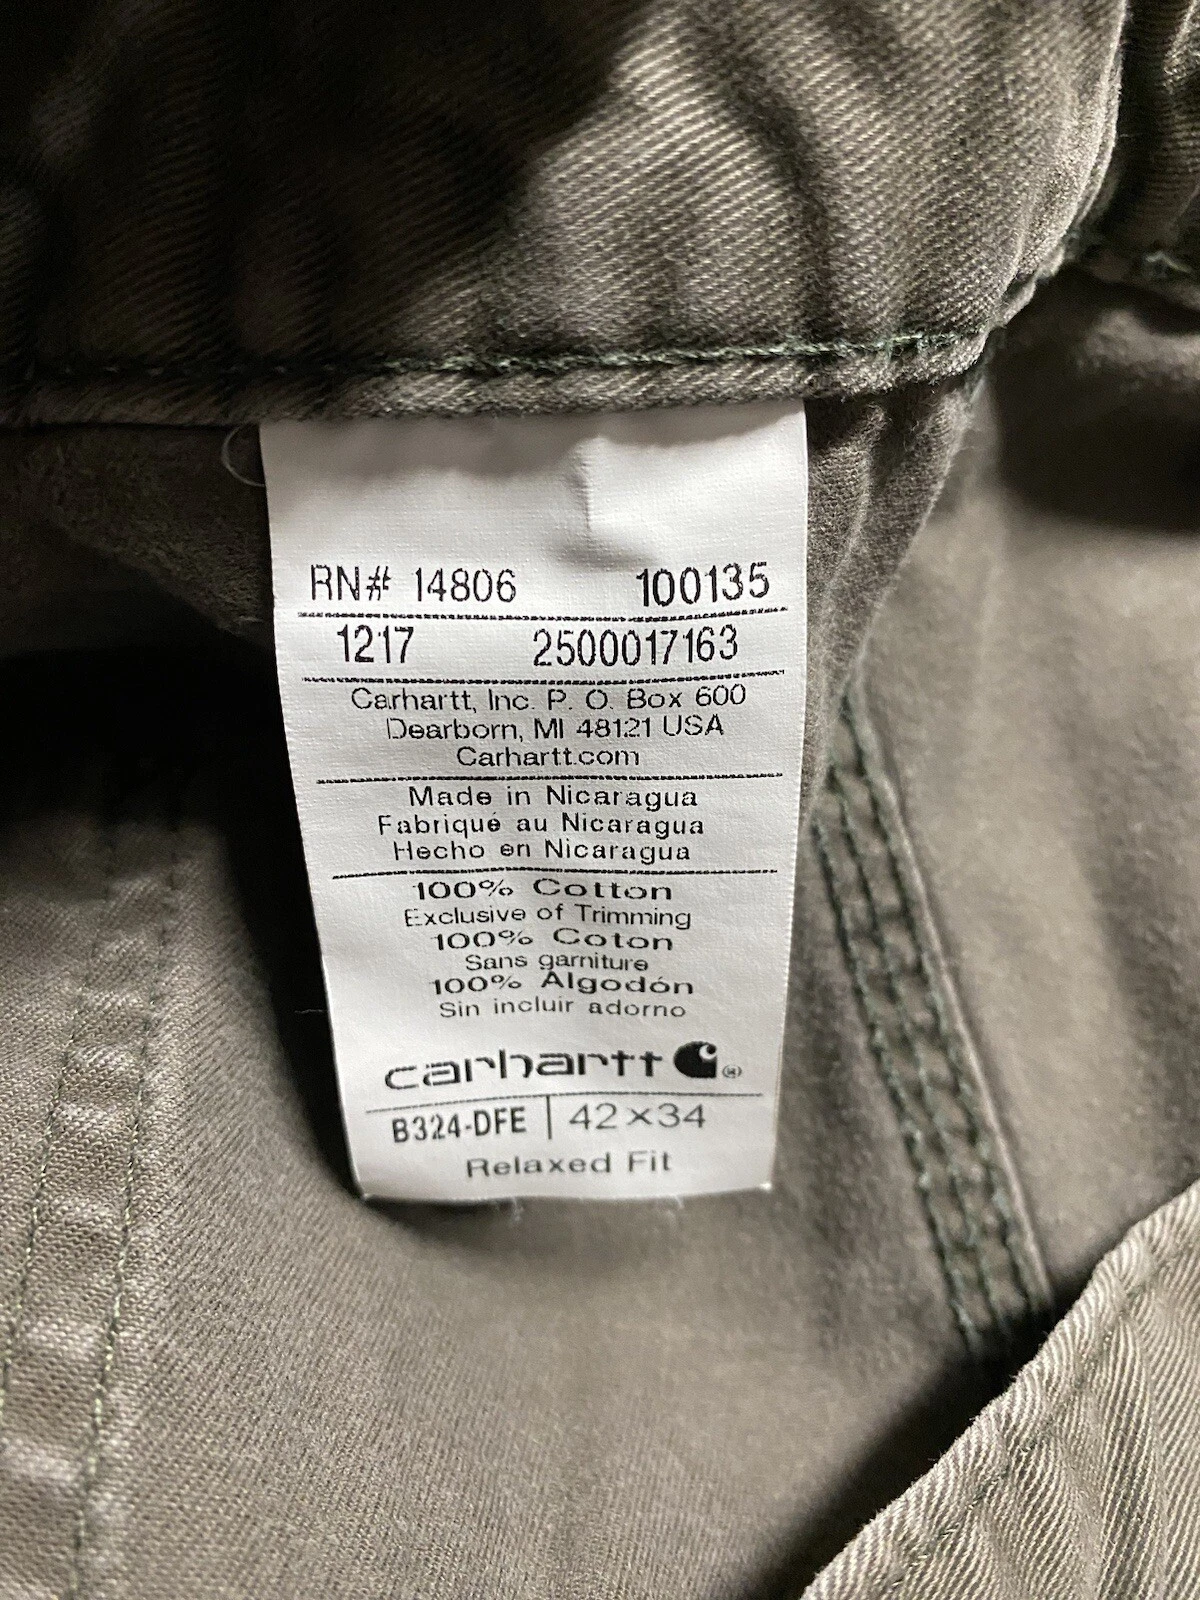 RN# 14806 100135
1217 2500017163
Carhartt, Inc. P. O. Box 600
Dearborn, MI 48121 USA
Carhartt.com
Made in Nicaragua
Fabriqué au Nicaragua
Hecho en Nicaragua
100% Cotton
Exclusive of Trimming
100% Coton
Sans garniture
100% Algodón
Sin incluir adorno
carhartt ®
B324-DFE | 42×34
Relaxed Fit